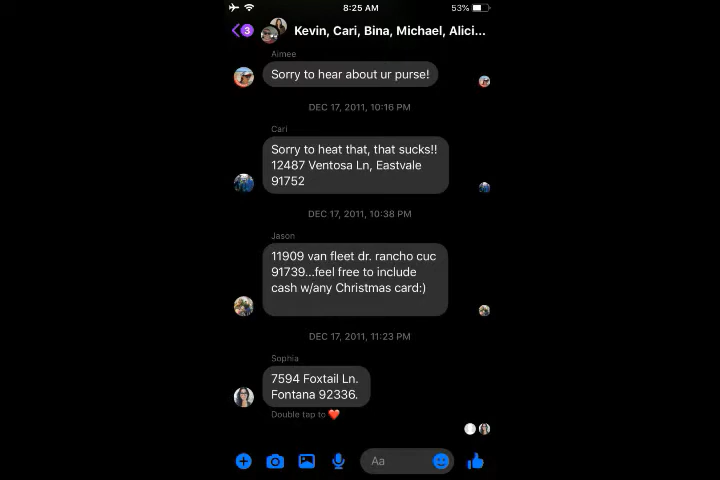 8:25 AM
53%
3
Kevin, Cari, Bina, Michael, Alici...
Aimee
Sorry to hear about ur purse!
DEC 17, 2011, 10:16 PM
Cari
Sorry to heat that, that sucks!!
12487 Ventosa Ln, Eastvale
91752
DEC 17, 2011, 10:38 PM
Jason
11909 van fleet dr. rancho cuc
91739...feel free to include
cash w/any Christmas card:)
DEC 17, 2011, 11:23 PM
Sophia
7594 Foxtail Ln.
Fontana 92336.
Double tap to ❤️
Aa